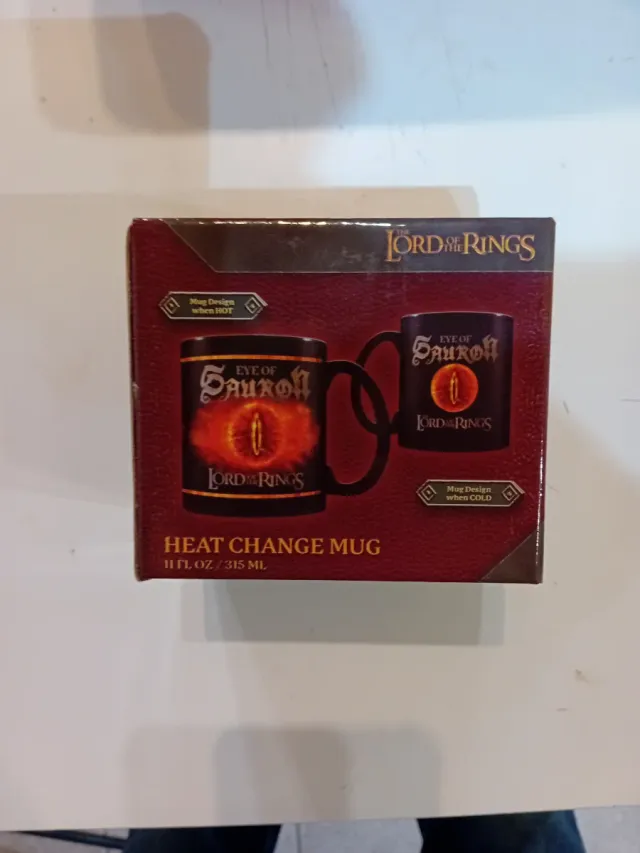 THE LORD OF THE RINGS
Mug Design
when HOT
EYE OF
SAURON
THE LORD OF THE RINGS
EYE OF
SAURON
THE LORD OF THE RINGS
Mug Design
when COLD
HEAT CHANGE MUG
11 FL OZ / 315 ML